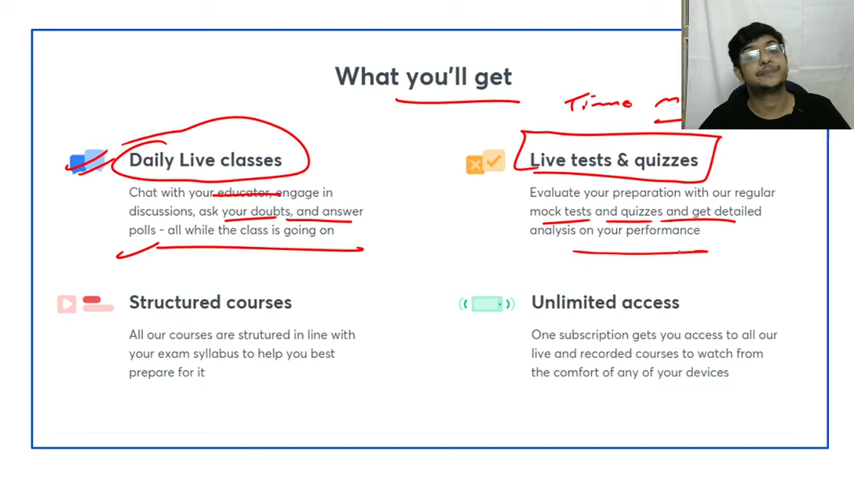 What you'll get
Time
Daily Live classes
Chat with your educator, engage in
discussions, ask your doubts, and answer
polls - all while the class is going on
Live tests & quizzes
Evaluate your preparation with our regular
mock tests and quizzes and get detailed
analysis on your performance
Structured courses
All our courses are strutured in line with
your exam syllabus to help you best
prepare for it
Unlimited access
One subscription gets you access to all our
live and recorded courses to watch from
the comfort of any of your devices